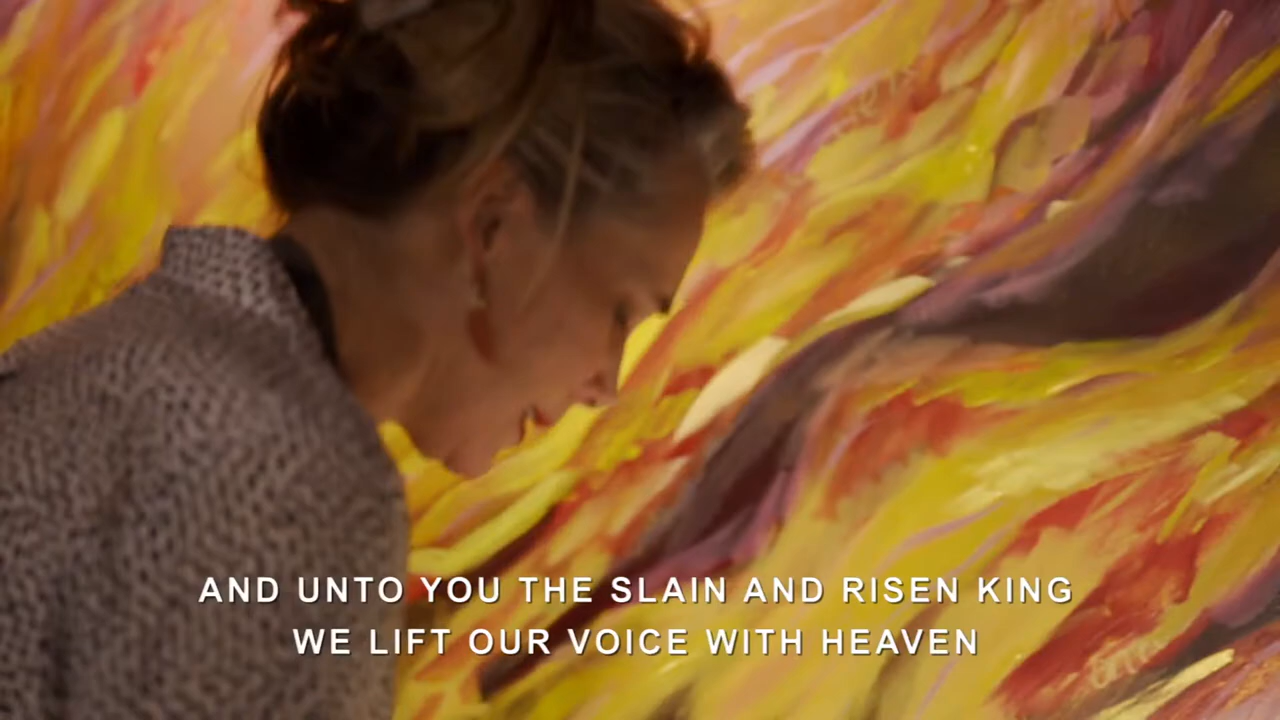 AND UNTO YOU THE SLAIN AND RISEN KING
WE LIFT OUR VOICE WITH HEAVEN